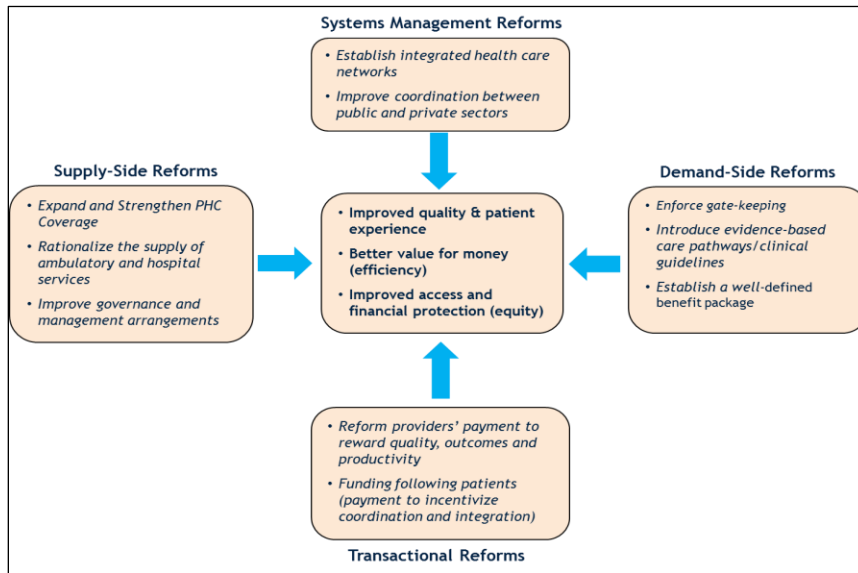 Systems Management Reforms
• Establish integrated health care
networks
• Improve coordination between
public and private sectors
Supply-Side Reforms
• Expand and Strengthen PHC
Coverage
• Rationalize the supply of
ambulatory and hospital
services
• Improve governance and
management arrangements
• Improved quality & patient
experience
• Better value for money
(efficiency)
• Improved access and
financial protection (equity)
Demand-Side Reforms
• Enforce gate-keeping
• Introduce evidence-based
care pathways/clinical
guidelines
• Establish a well-defined
benefit package
• Reform providers' payment to
reward quality, outcomes and
productivity
• Funding following patients
(payment to incentivize
coordination and integration)
Transactional Reforms